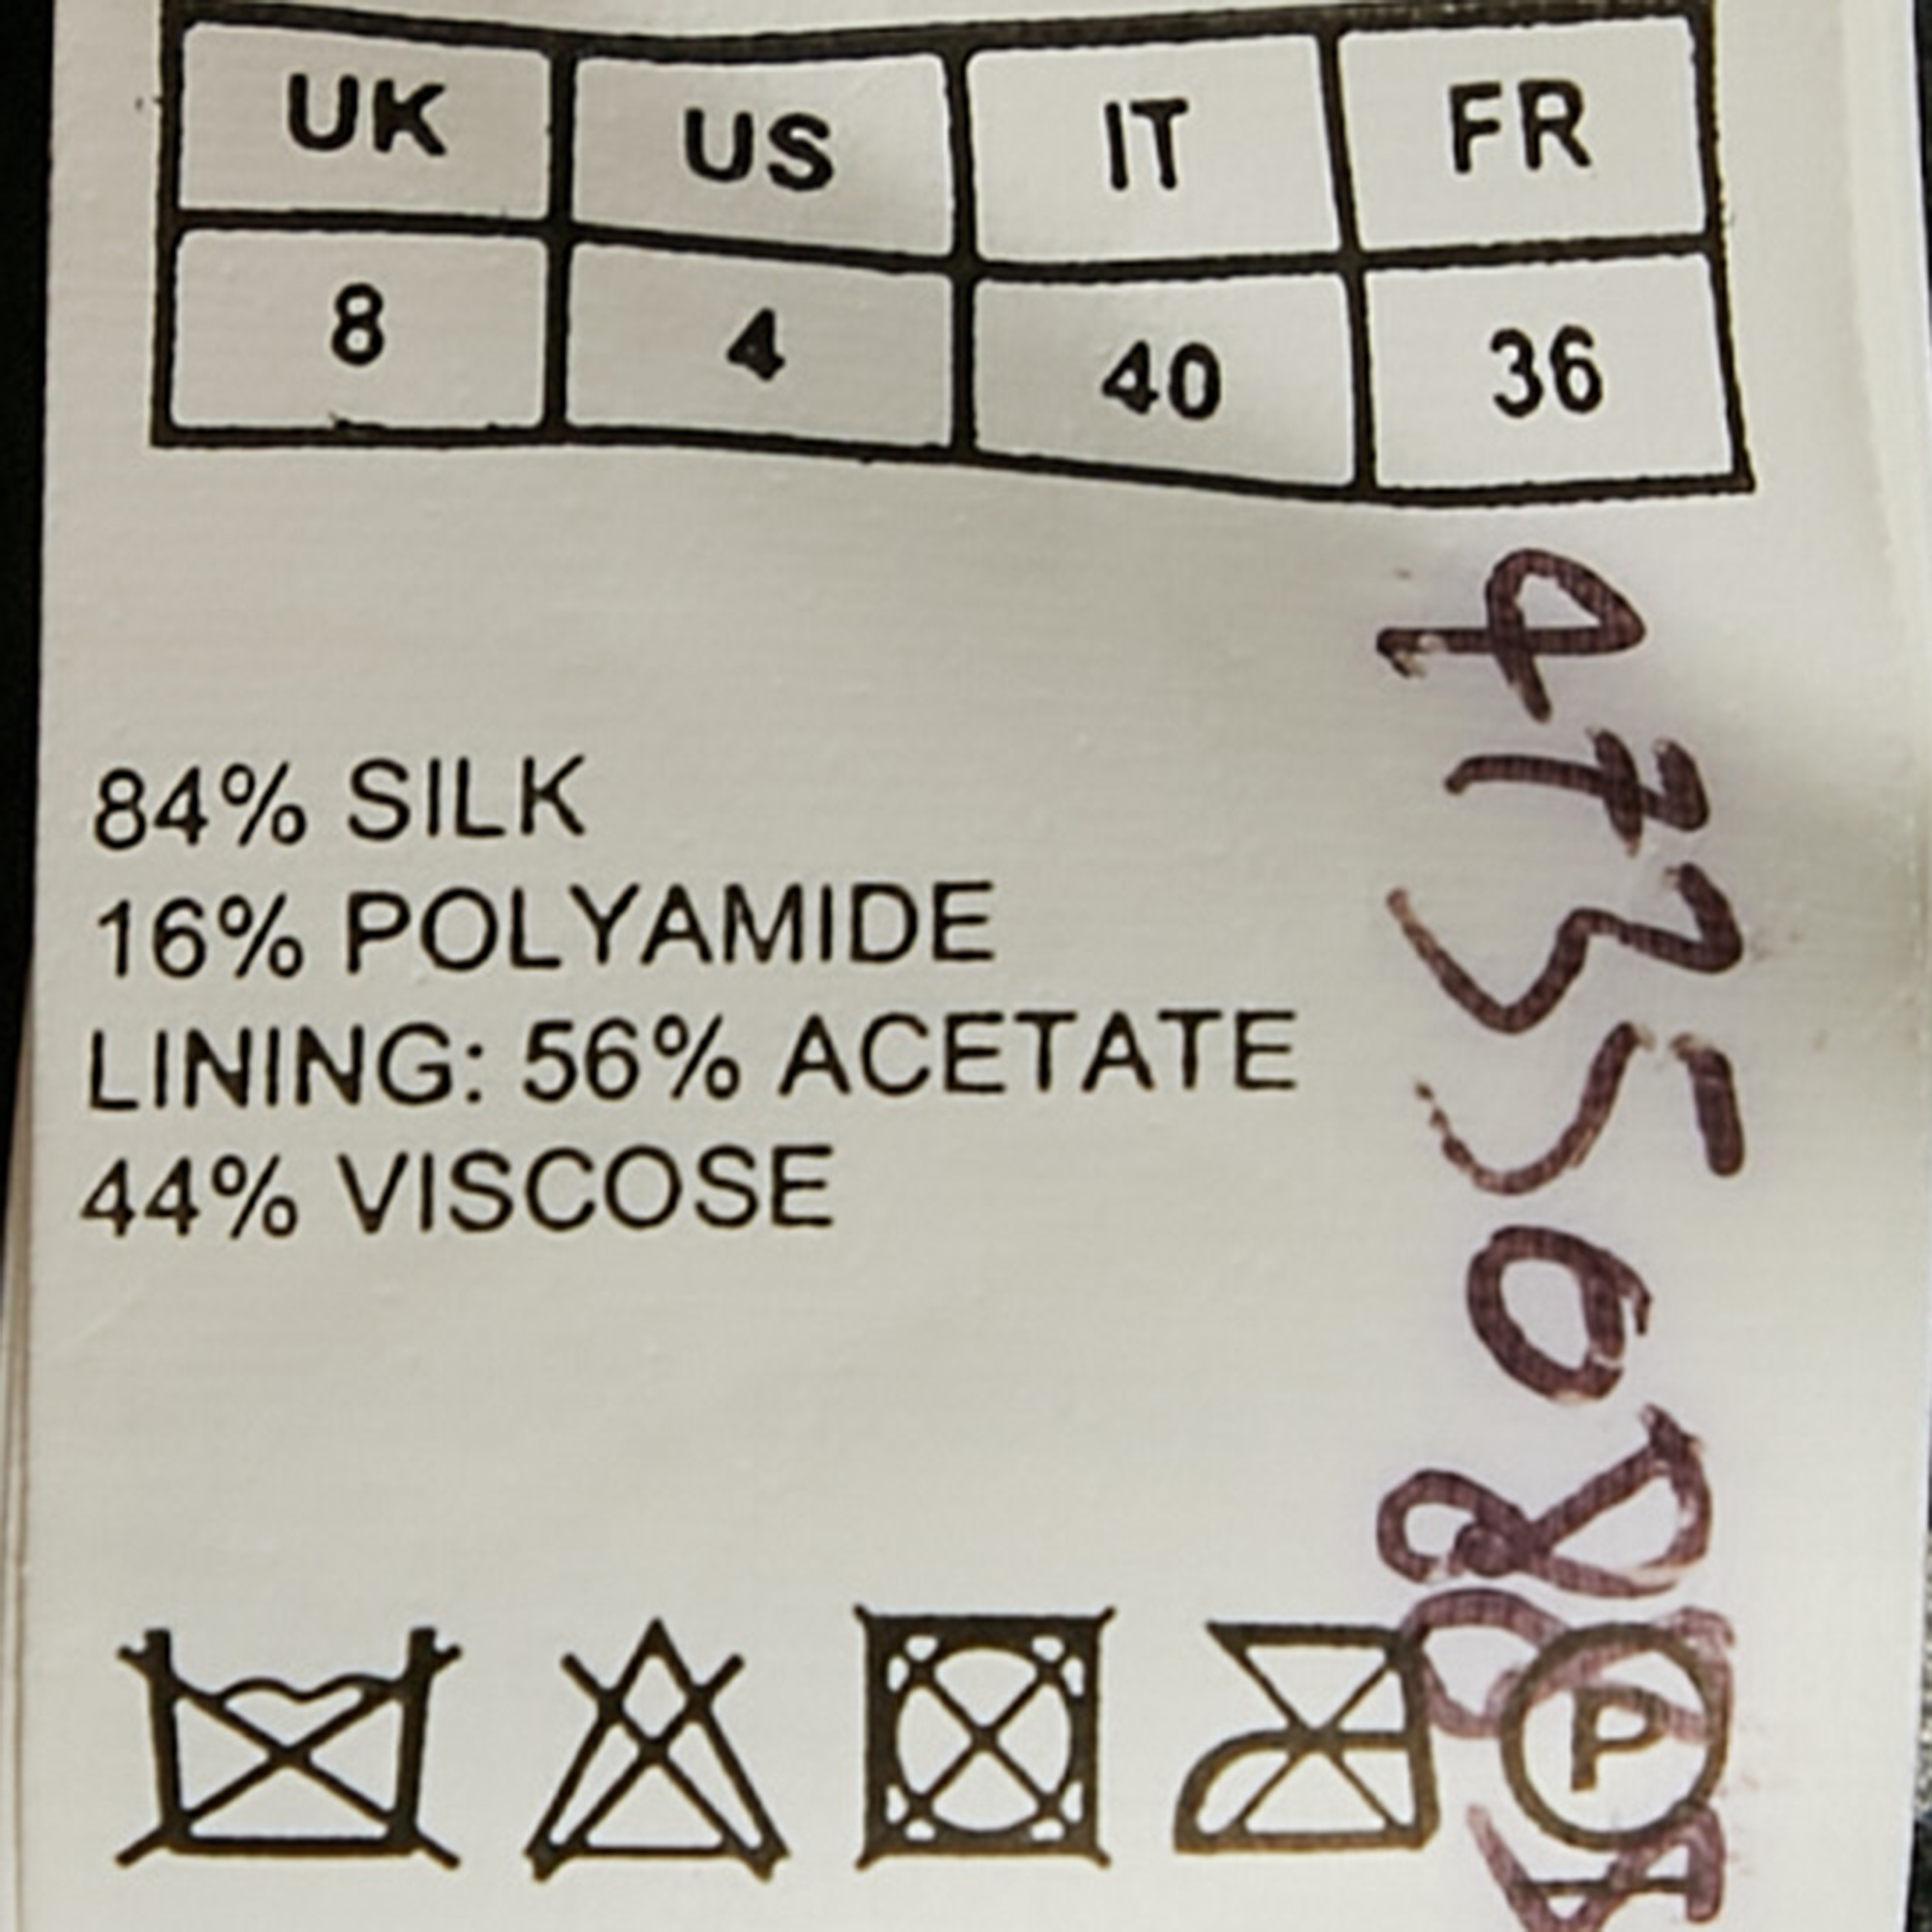 UK US IT FR
8 4 40 36
84% SILK
16% POLYAMIDE
LINING: 56% ACETATE
44% VISCOSE
P